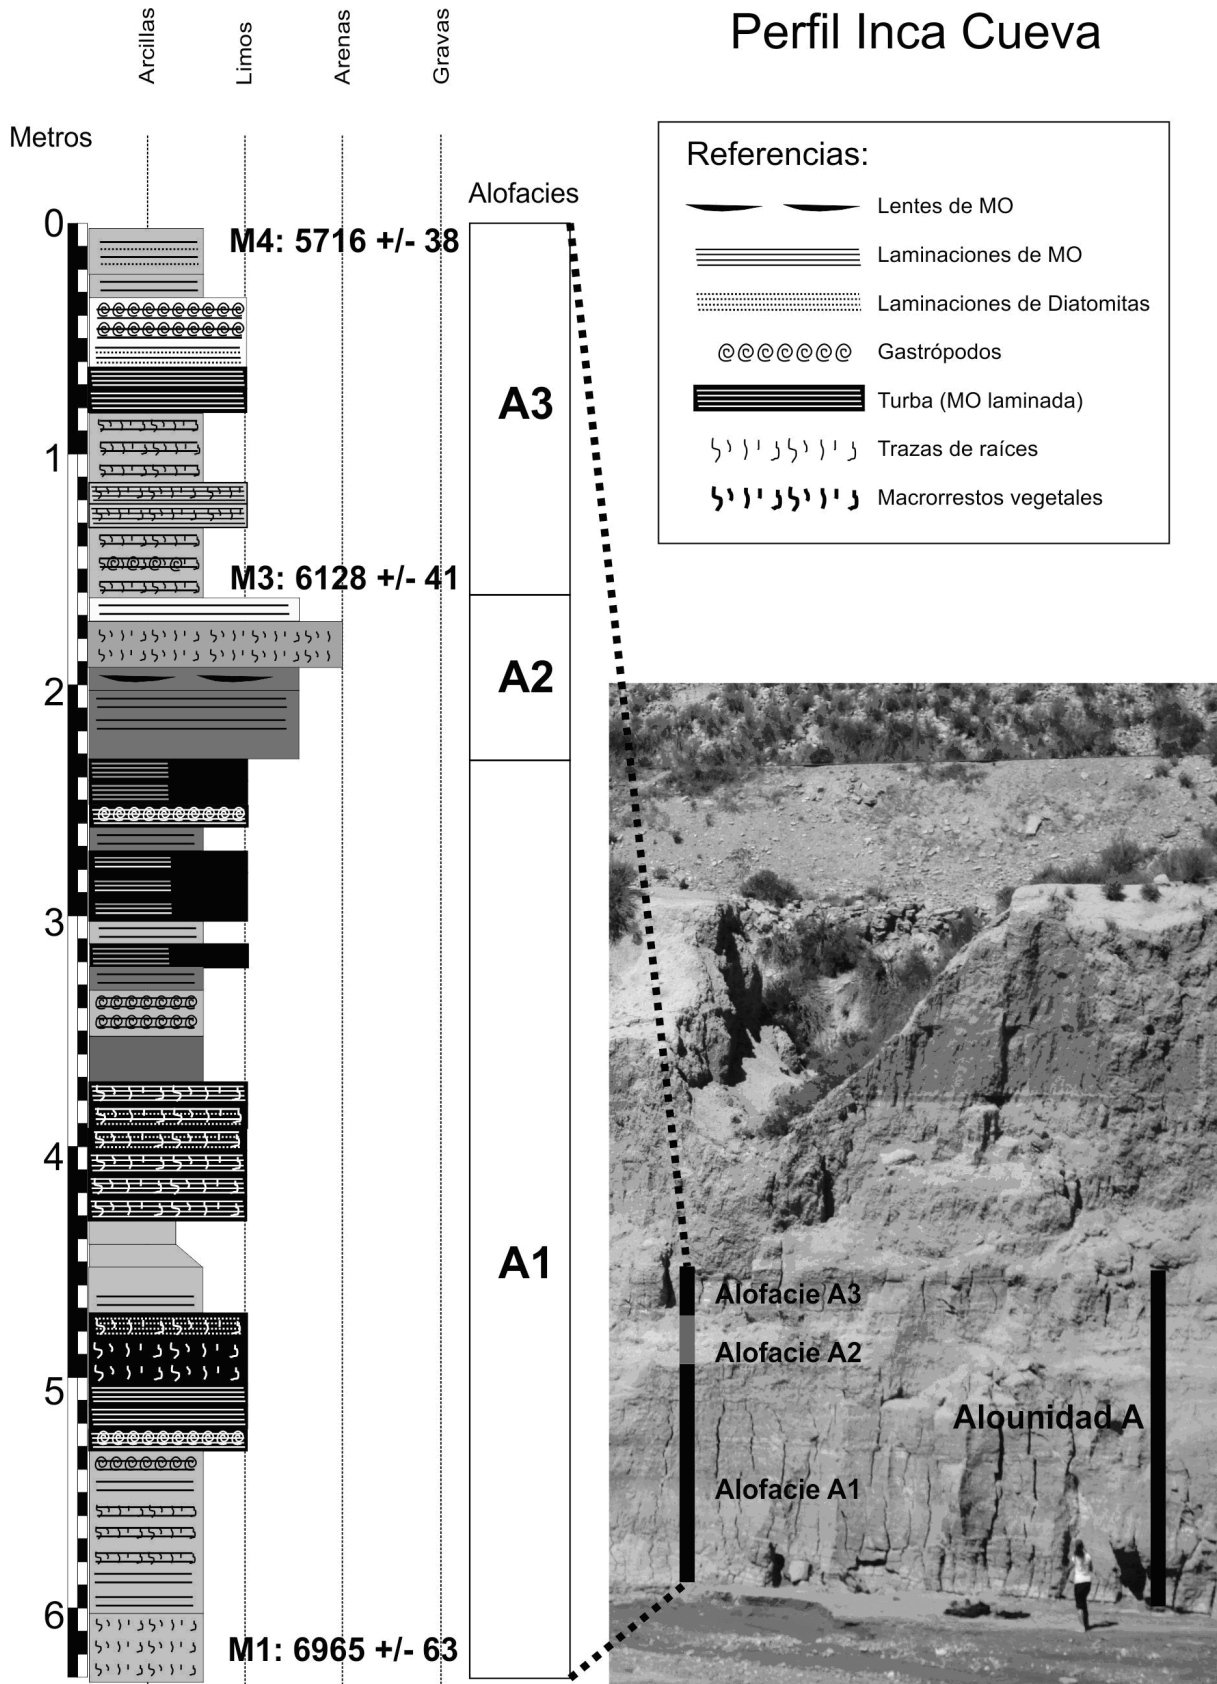 Perfil Inca Cueva
Arcillas
Limos
Arenas
Gravas
Metros
Alofacies
Referencias:
Lentes de MO
Laminaciones de MO
Laminaciones de Diatomitas
Gastrópodos
Turba (MO laminada)
Trazas de raíces
Macrorrestos vegetales
0
M4: 5716 +/- 38
A3
1
M3: 6128 +/- 41
A2
2
3
4
A1
5
6
M1: 6965 +/- 63
Alofacie A3
Alofacie A2
Alounidad A
Alofacie A1